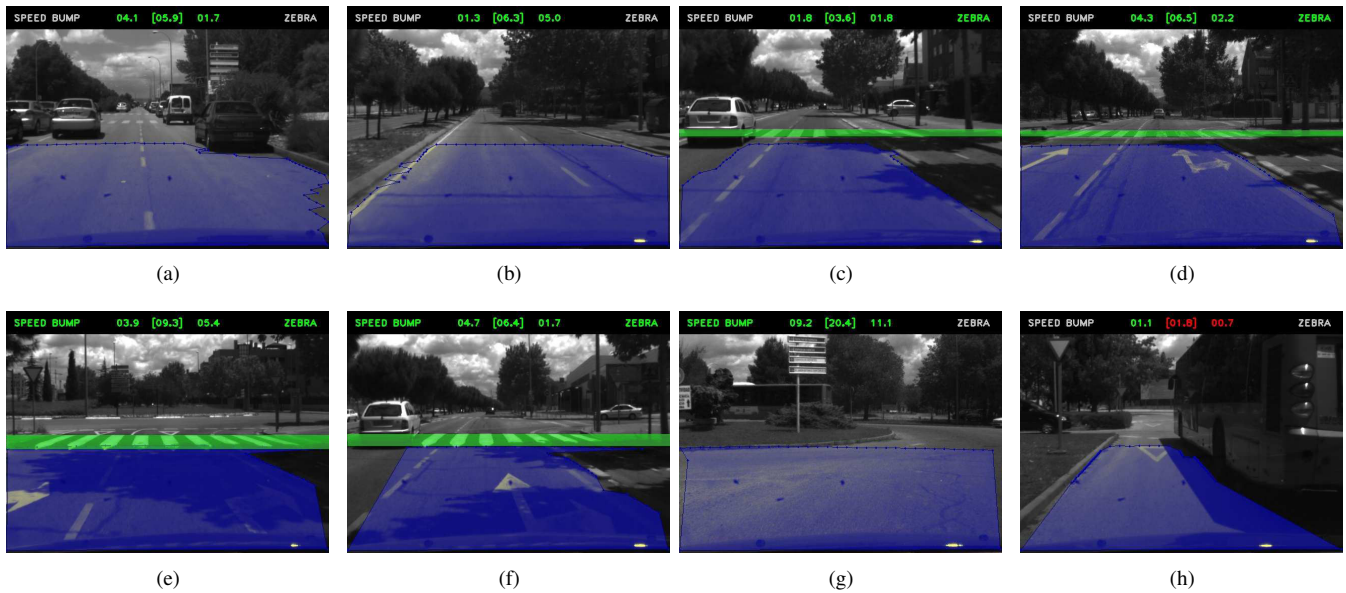 SPEED BUMP 04.1 [05.9] 01.7 ZEBRA
SPEED BUMP 01.3 [06.3] 05.0 ZEBRA
SPEED BUMP 01.8 [03.6] 01.8 ZEBRA
SPEED BUMP 04.3 [06.5] 02.2 ZEBRA
(a)
(b)
(c)
(d)
SPEED BUMP 03.9 [09.3] 05.4 ZEBRA
SPEED BUMP 04.7 [06.4] 01.7 ZEBRA
SPEED BUMP 09.2 [20.4] 11.1 ZEBRA
SPEED BUMP 01.1 [01.8] 00.7 ZEBRA
(e)
(f)
(g)
(h)